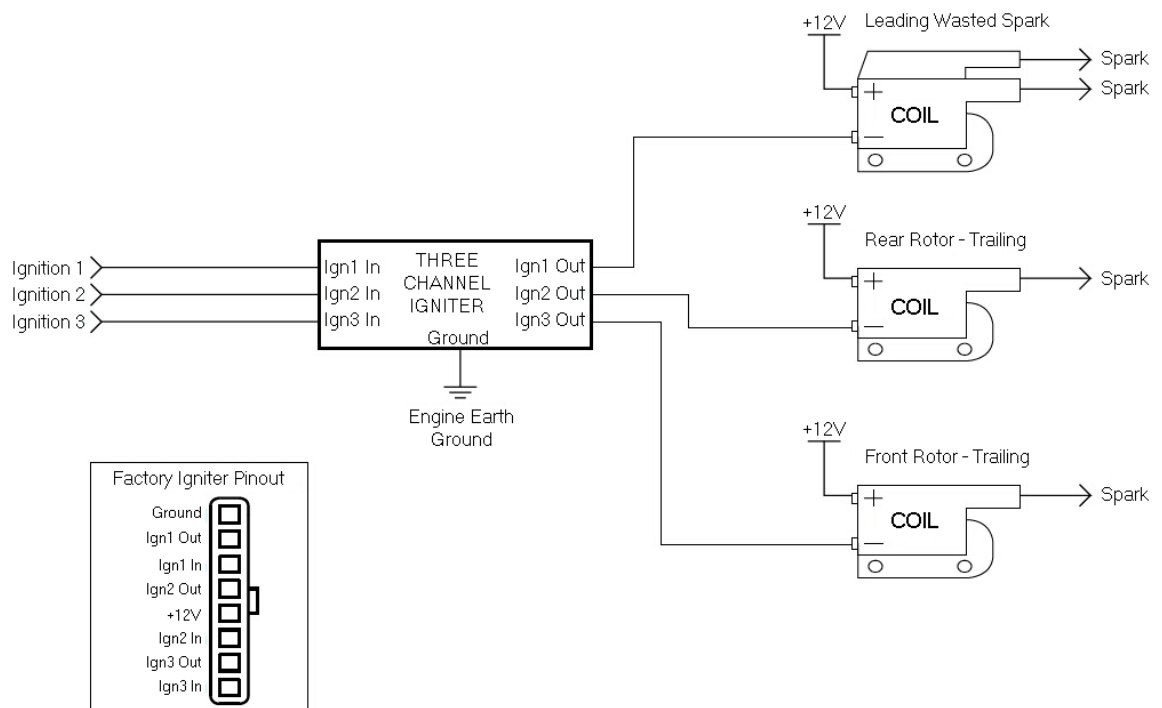 +12V
Leading Wasted Spark
Spark
Spark
+
COIL
−
+12V
Rear Rotor - Trailing
Spark
+
COIL
−
Ignition 1
Ignition 2
Ignition 3
Ign1 In
Ign2 In
Ign3 In
THREE
CHANNEL
IGNITER
Ground
Ign1 Out
Ign2 Out
Ign3 Out
Engine Earth
Ground
+12V
Front Rotor - Trailing
Spark
+
COIL
−
Factory Igniter Pinout
Ground
Ign1 Out
Ign1 In
Ign2 Out
+12V
Ign2 In
Ign3 Out
Ign3 In